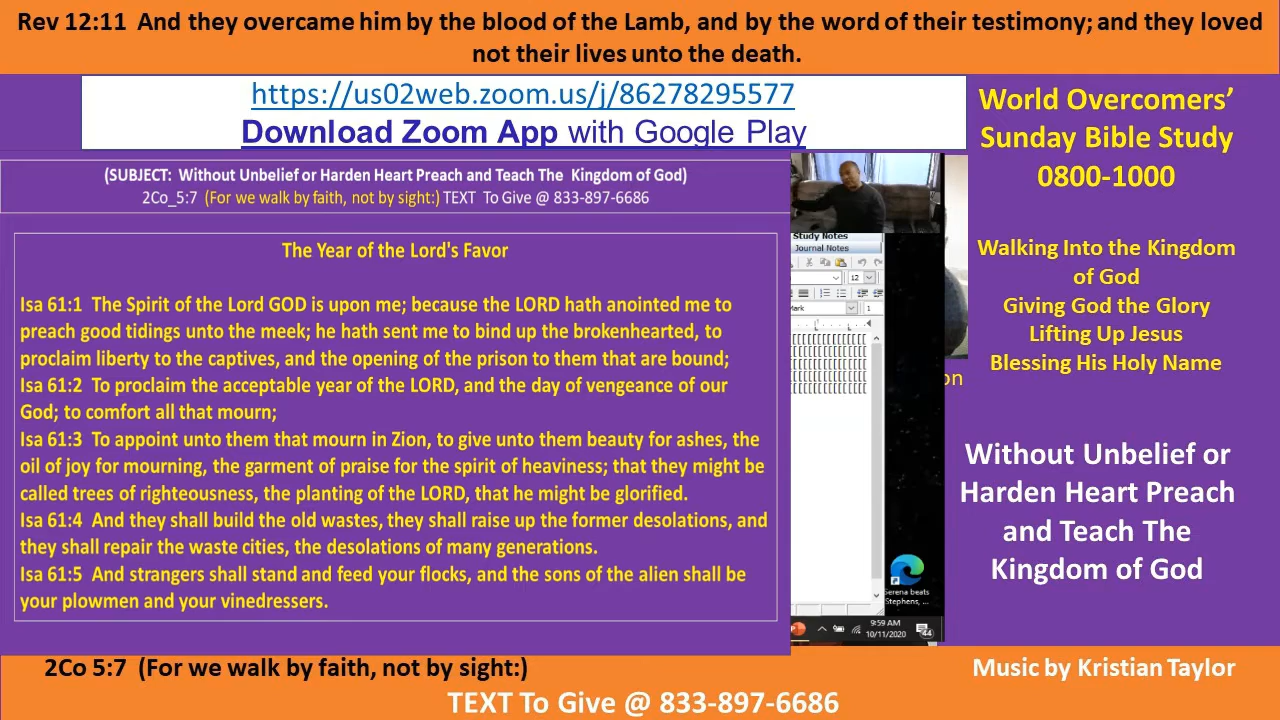 Rev 12:11 And they overcame him by the blood of the Lamb, and by the word of their testimony; and they loved
not their lives unto the death.
https://us02web.zoom.us/j/86278295577
Download Zoom App with Google Play
(SUBJECT: Without Unbelief or Harden Heart Preach and Teach The Kingdom of God)
2Co_5:7 (For we walk by faith, not by sight:) TEXT To Give @ 833-897-6686
The Year of the Lord's Favor
Isa 61:1 The Spirit of the Lord GOD is upon me; because the LORD hath anointed me to
preach good tidings unto the meek; he hath sent me to bind up the brokenhearted, to
proclaim liberty to the captives, and the opening of the prison to them that are bound;
Isa 61:2 To proclaim the acceptable year of the LORD, and the day of vengeance of our
God; to comfort all that mourn;
Isa 61:3 To appoint unto them that mourn in Zion, to give unto them beauty for ashes, the
oil of joy for mourning, the garment of praise for the spirit of heaviness; that they might be
called trees of righteousness, the planting of the LORD, that he might be glorified.
Isa 61:4 And they shall build the old wastes, they shall raise up the former desolations, and
they shall repair the waste cities, the desolations of many generations.
Isa 61:5 And strangers shall stand and feed your flocks, and the sons of the alien shall be
your plowmen and your vinedressers.
Study Notes
Journal Notes
12
1
Serena beats
Stephens, ...
9:59 AM
10/11/2020
44
World Overcomers’
Sunday Bible Study
0800-1000
Walking Into the Kingdom
of God
Giving God the Glory
Lifting Up Jesus
Blessing His Holy Name
on
Without Unbelief or
Harden Heart Preach
and Teach The
Kingdom of God
2Co 5:7 (For we walk by faith, not by sight:)
Music by Kristian Taylor
TEXT To Give @ 833-897-6686